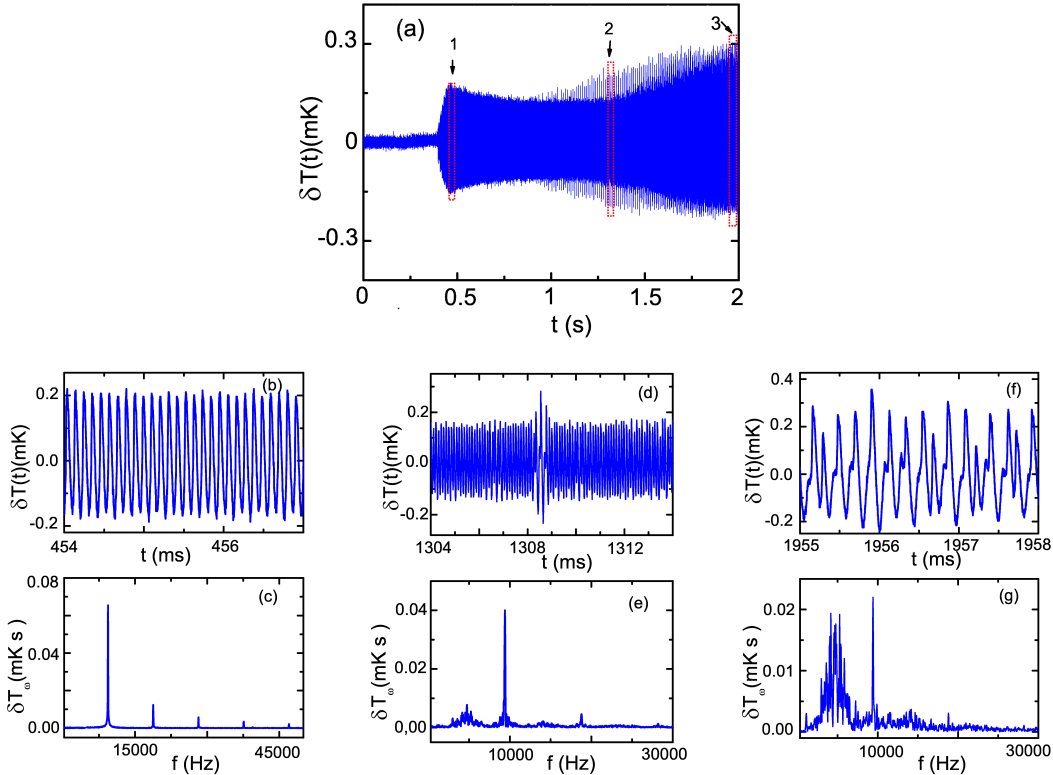 (a)
1
2
3
0.3
0
-0.3
δT(t)(mK)
0
0.5
1
1.5
2
t (s)
(b)
0.2
0.0
-0.2
δT(t)(mK)
454
456
t (ms)
(d)
0.2
0.0
-0.2
δT(t)(mK)
1304
1308
1312
t (ms)
(f)
0.4
0.2
0.0
-0.2
δT(t)(mK)
1955
1956
1957
1958
t (ms)
(c)
0.08
0.04
0.00
δT_ω(mK s)
15000
45000
f (Hz)
(e)
0.04
0.02
0.00
δT_ω(mK s)
10000
30000
f (Hz)
(g)
0.02
0.01
0.00
δT_ω(mK s)
10000
30000
f (Hz)